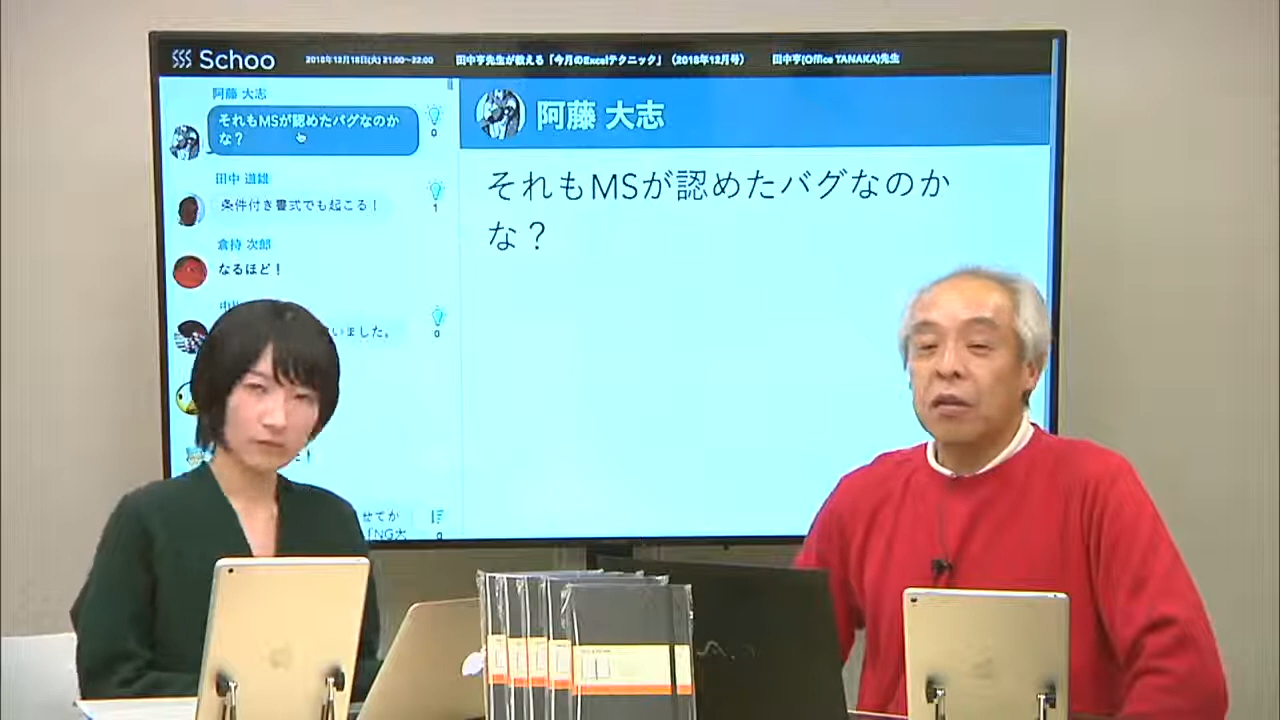 Schoo
2018年12月18日(火) 21:00〜22:00
田中亨先生が教える「今月のExcelテクニック」（2018年12月号）
田中亨(Office TANAKA)先生
阿藤 大志
それもMSが認めたバグなのか
な？
0
田中 道雄
条件付き書式でも起こる！
1
倉持 次郎
なるほど！
いました。
0
せてか
「NG大
0
阿藤 大志
それもMSが認めたバグなのか
な？